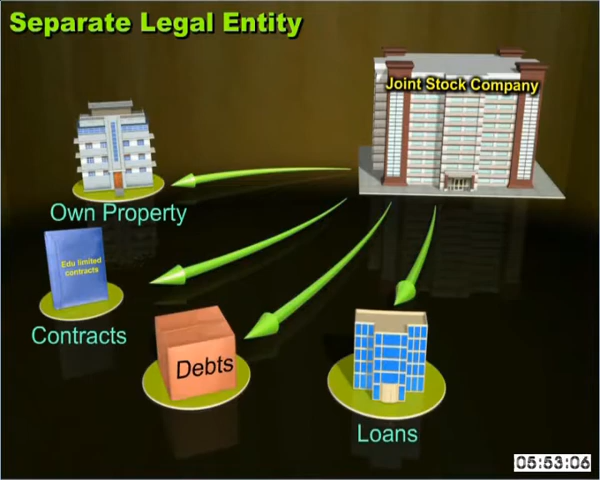 Separate Legal Entity
Joint Stock Company
Own Property
Edu limited
contracts
Contracts
Debts
Loans
05:53:06